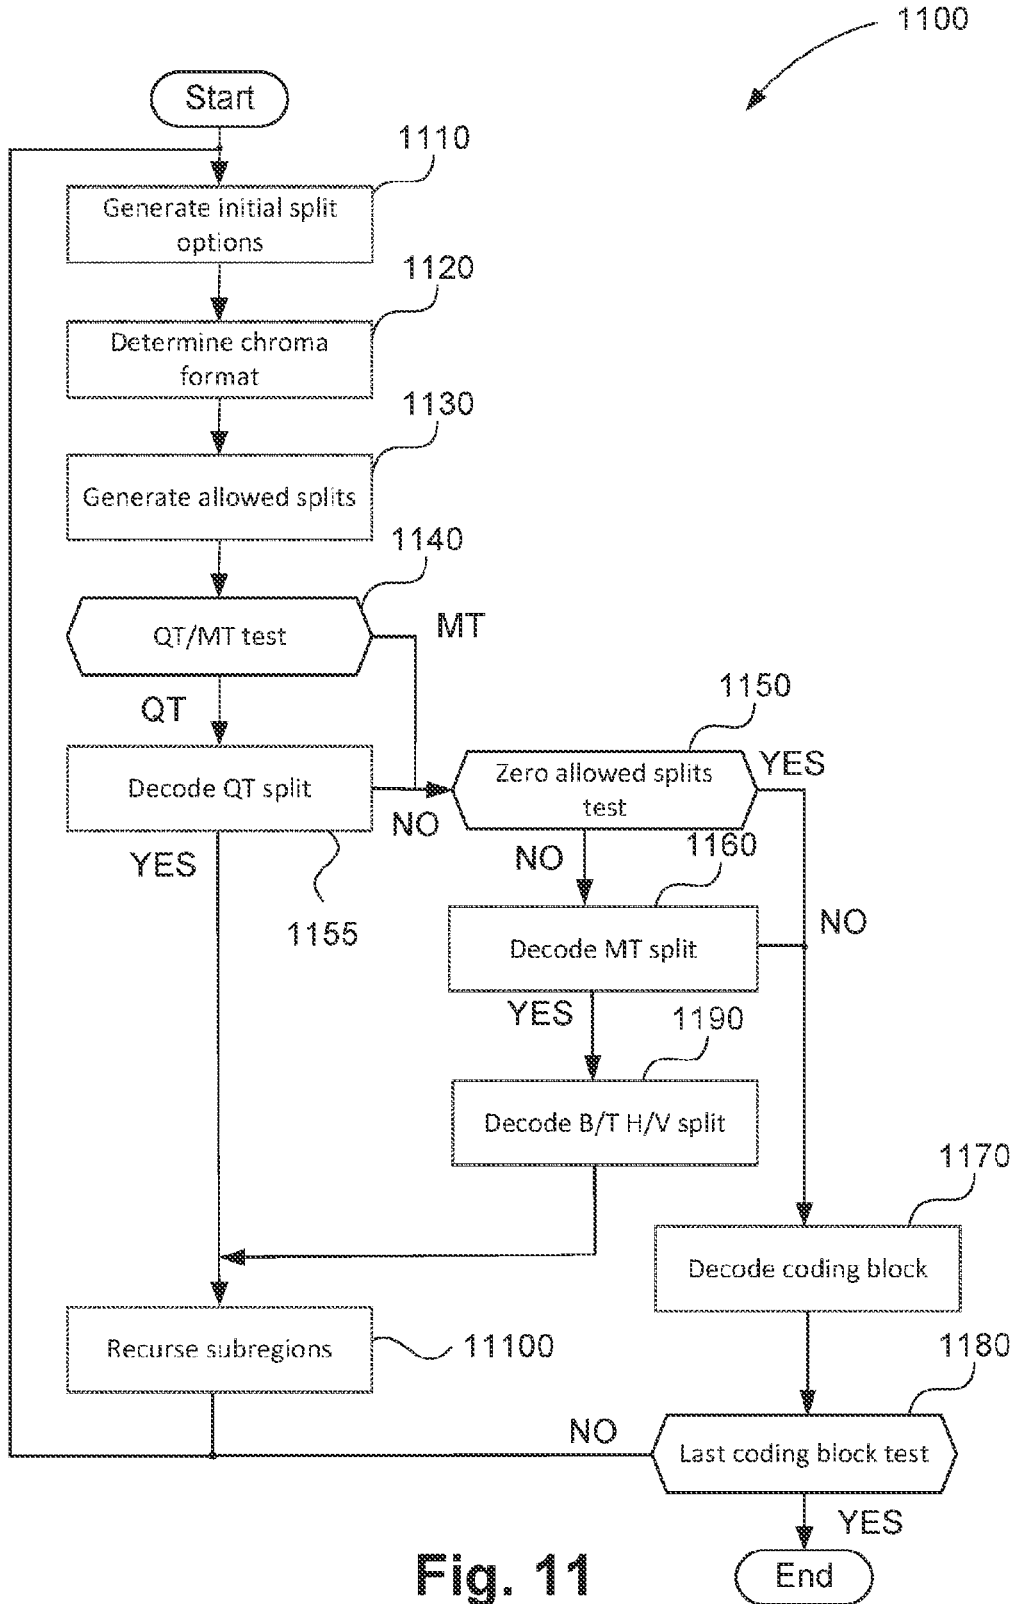 1100
Start
1110
Generate initial split
options
1120
Determine chroma
format
1130
Generate allowed splits
1140
QT/MT test
MT
QT
1150
Decode QT split
Zero allowed splits
test
YES
NO
YES
1155
NO
1160
Decode MT split
NO
YES
1190
Decode B/T H/V split
1170
Decode coding block
Recurse subregions
11100
1180
NO
Last coding block test
YES
End
Fig. 11